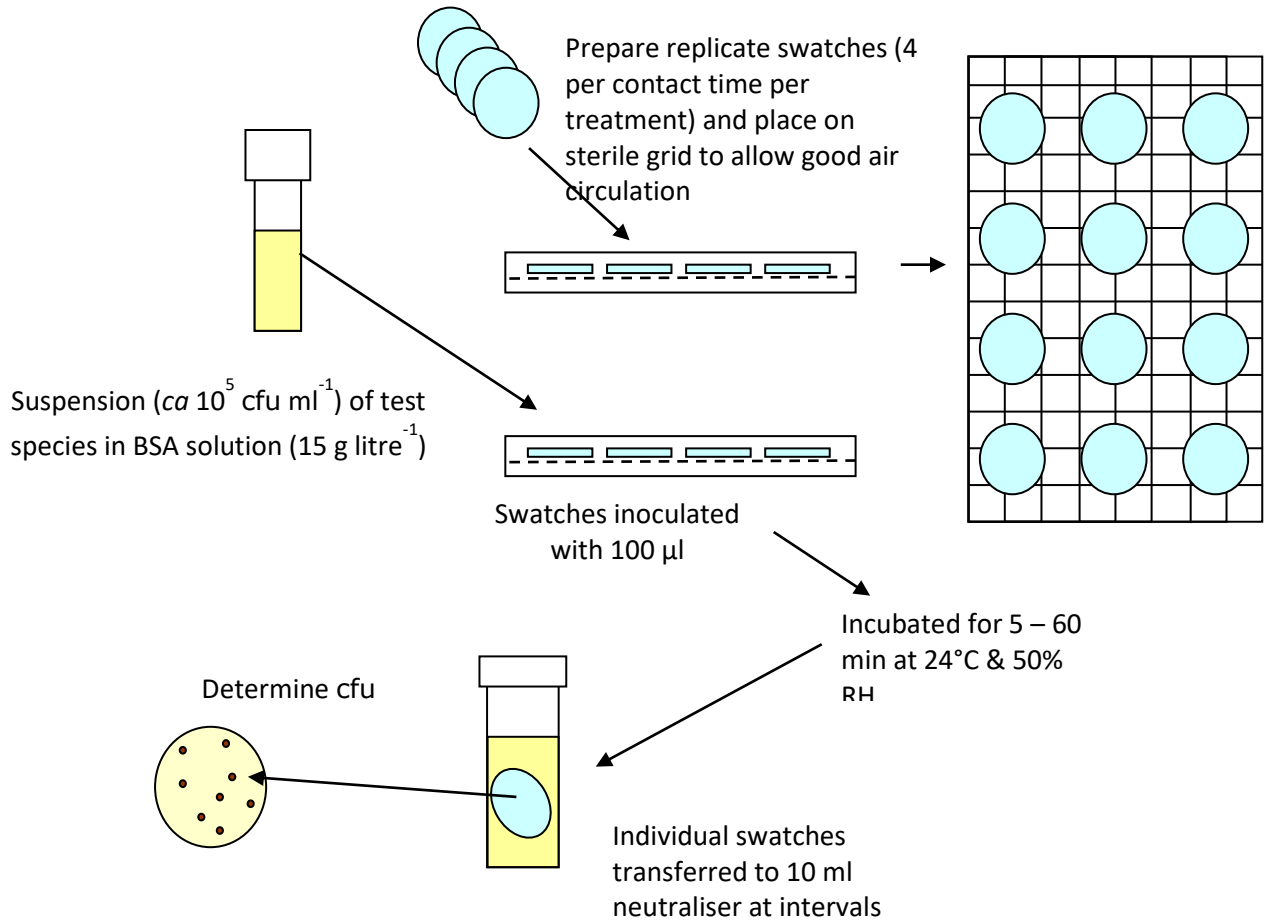 Prepare replicate swatches (4
per contact time per
treatment) and place on
sterile grid to allow good air
circulation
Suspension (ca 10⁵ cfu ml⁻¹) of test
species in BSA solution (15 g litre⁻¹)
Swatches inoculated
with 100 µl
Incubated for 5 – 60
min at 24°C & 50%
RH
Determine cfu
Individual swatches
transferred to 10 ml
neutraliser at intervals